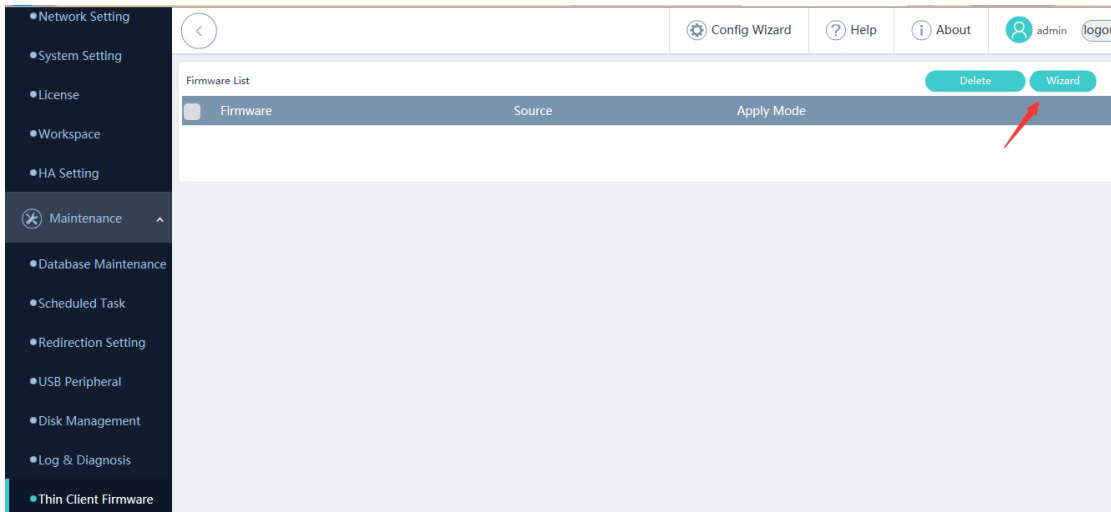 Network Setting
System Setting
License
Workspace
HA Setting
Maintenance
Database Maintenance
Scheduled Task
Redirection Setting
USB Peripheral
Disk Management
Log & Diagnosis
Thin Client Firmware
Config Wizard
? Help
i About
admin
Firmware List
Delete
Wizard
Firmware Source Apply Mode